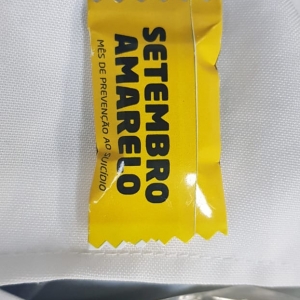 SETEMBRO
AMARELO
MÊS DE PREVENÇÃO AO SUICÍDIO